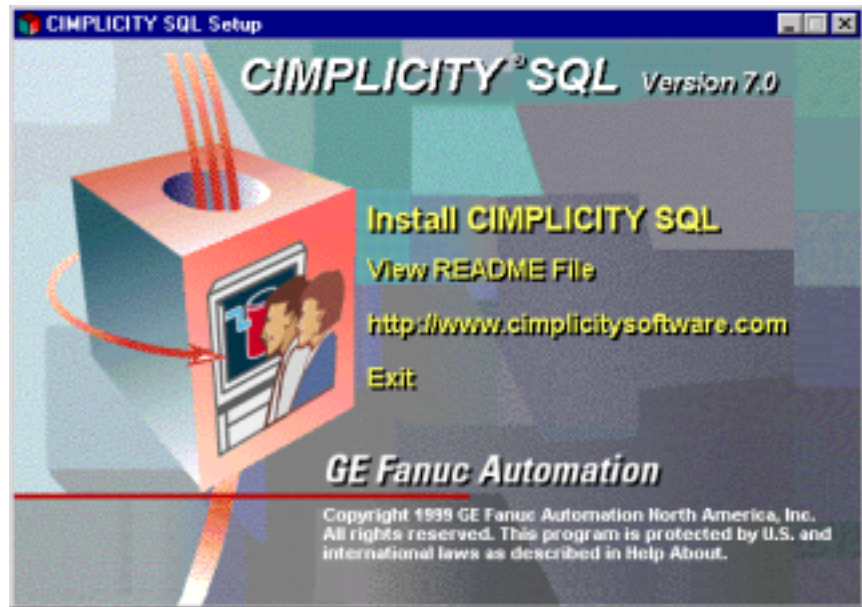 CIMPLICITY SQL Setup
CIMPLICITY® SQL Version 7.0
Install CIMPLICITY SQL
View README File
http://www.cimplicitysoftware.com
Exit
GE Fanuc Automation
Copyright 1999 GE Fanuc Automation North America, Inc.
All rights reserved. This program is protected by U.S. and
international laws as described in Help About.